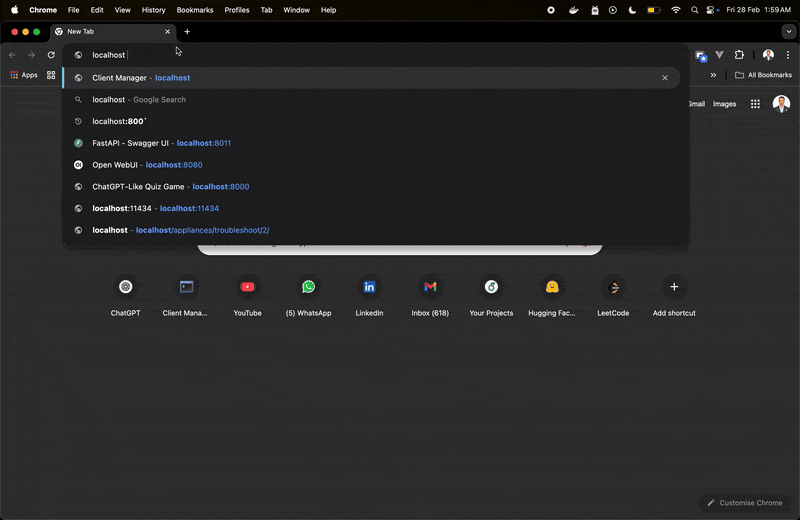 Chrome File Edit View History Bookmarks Profiles Tab Window Help Fri 28 Feb 1:59 AM
New Tab
localhost
Apps
All Bookmarks
Client Manager - localhost
localhost - Google Search
localhost:800`
FastAPI - Swagger UI - localhost:8011
Open WebUI - localhost:8080
ChatGPT-Like Quiz Game - localhost:8000
localhost:11434 - localhost:11434
localhost - localhost/appliances/troubleshoot/2/
Gmail Images
ChatGPT Client Mana... YouTube (5) WhatsApp LinkedIn Inbox (618) Your Projects Hugging Fac... LeetCode Add shortcut
Customise Chrome